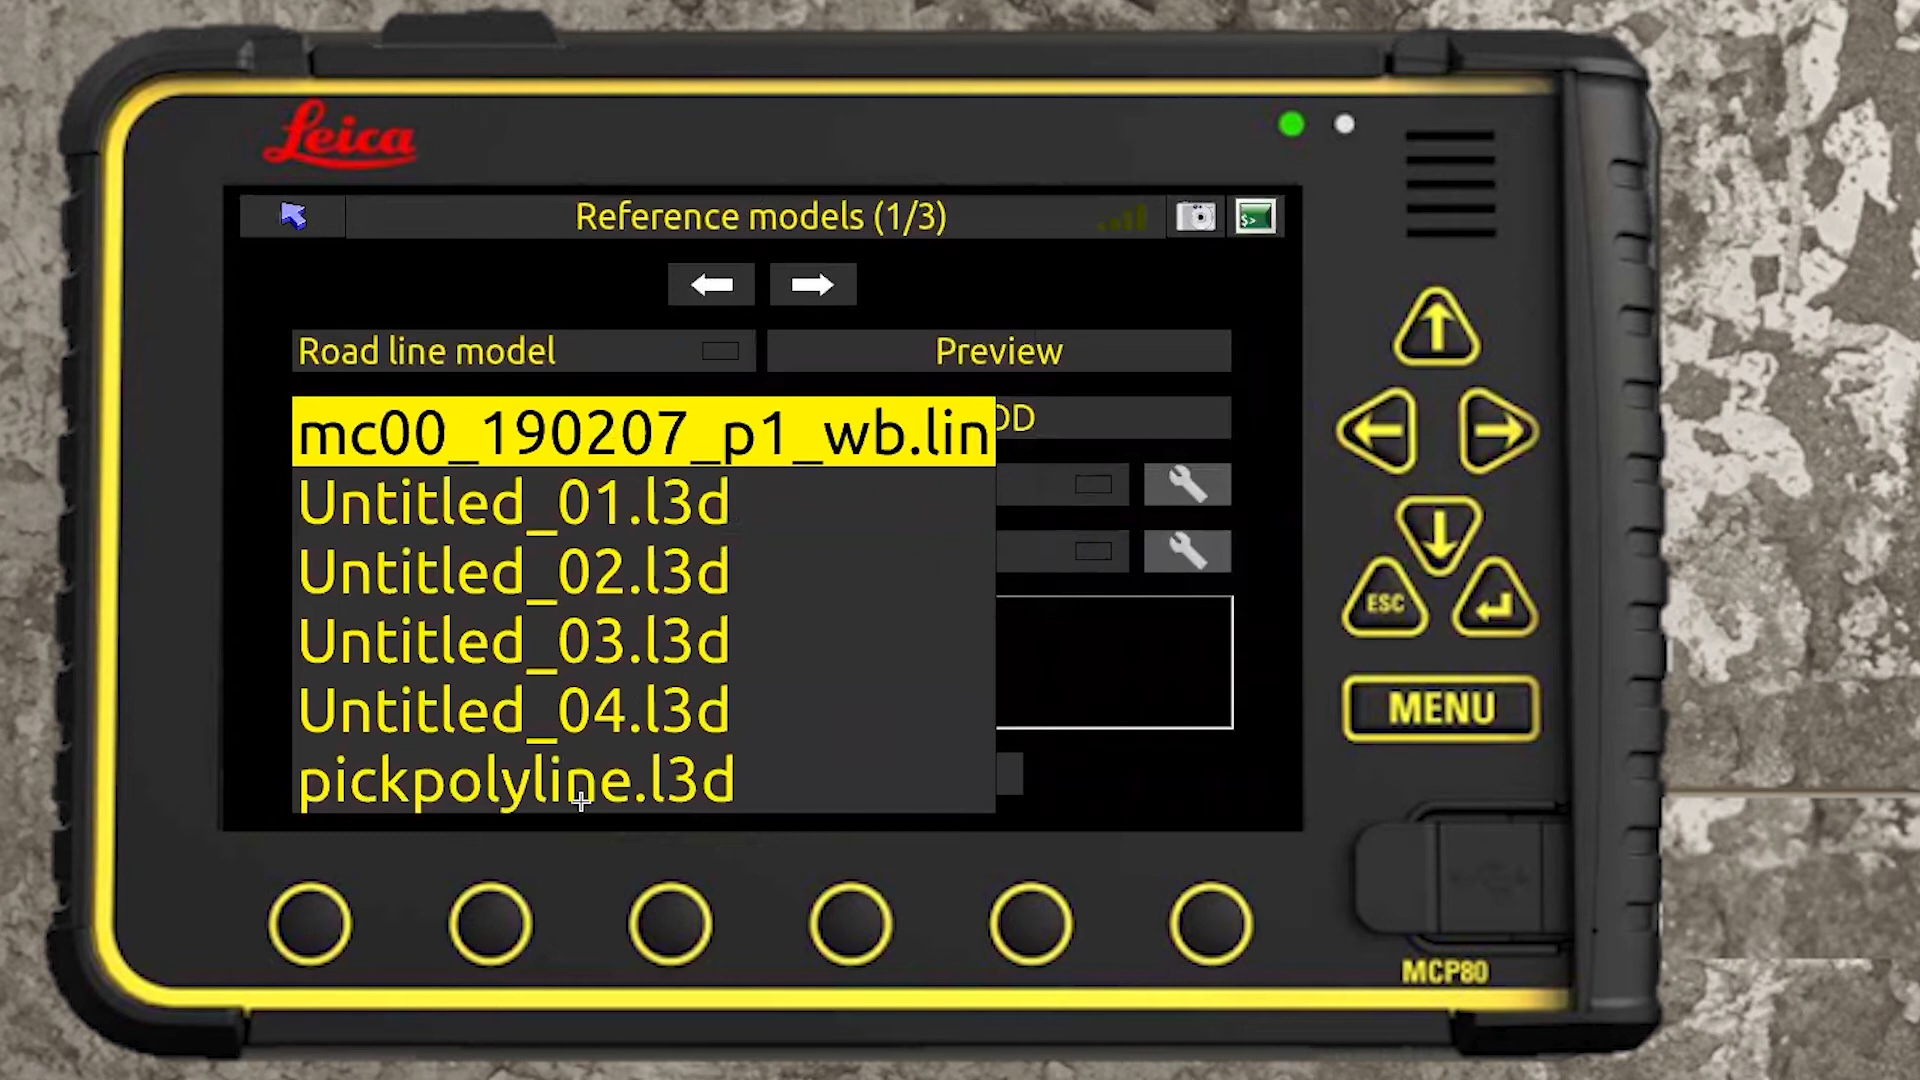 Leica
Reference models (1/3)
$>
Road line model
Preview
mc00_190207_p1_wb.lin
Untitled_01.l3d
Untitled_02.l3d
Untitled_03.l3d
Untitled_04.l3d
pickpolyline.l3d
ESC
MENU
MCP80